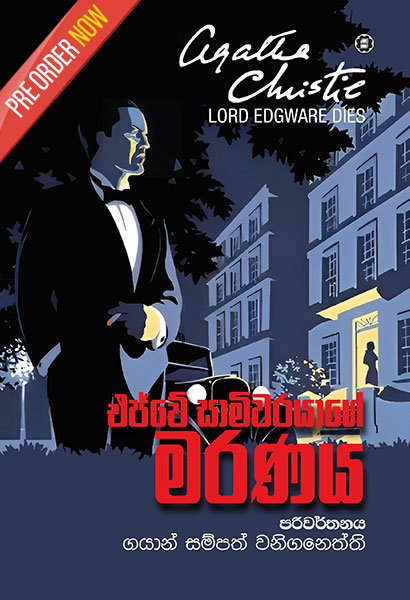 PRE ORDER NOW
Agatha
Christie
LORD EDGWARE DIES
එජ්වේ සාමිවරයාගේ
මරණය
පරිවර්තනය
ගයාන් සම්පත් වනිගනෙත්ති